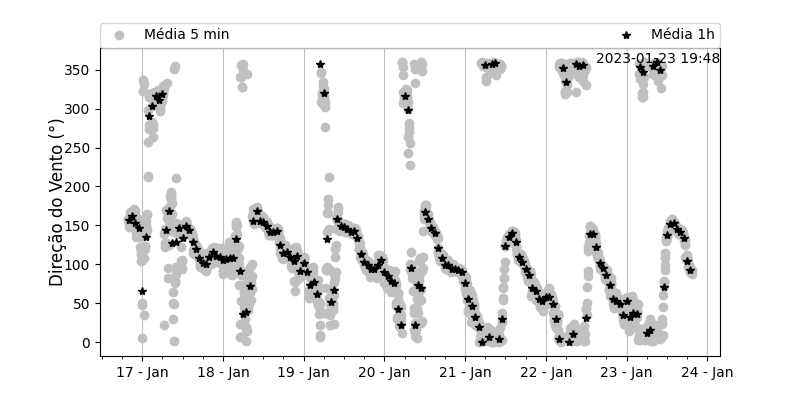 Média 5 min
Média 1h
2023-01-23 19:48
Direção do Vento (°)
350
300
250
200
150
100
50
0
17 - Jan
18 - Jan
19 - Jan
20 - Jan
21 - Jan
22 - Jan
23 - Jan
24 - Jan